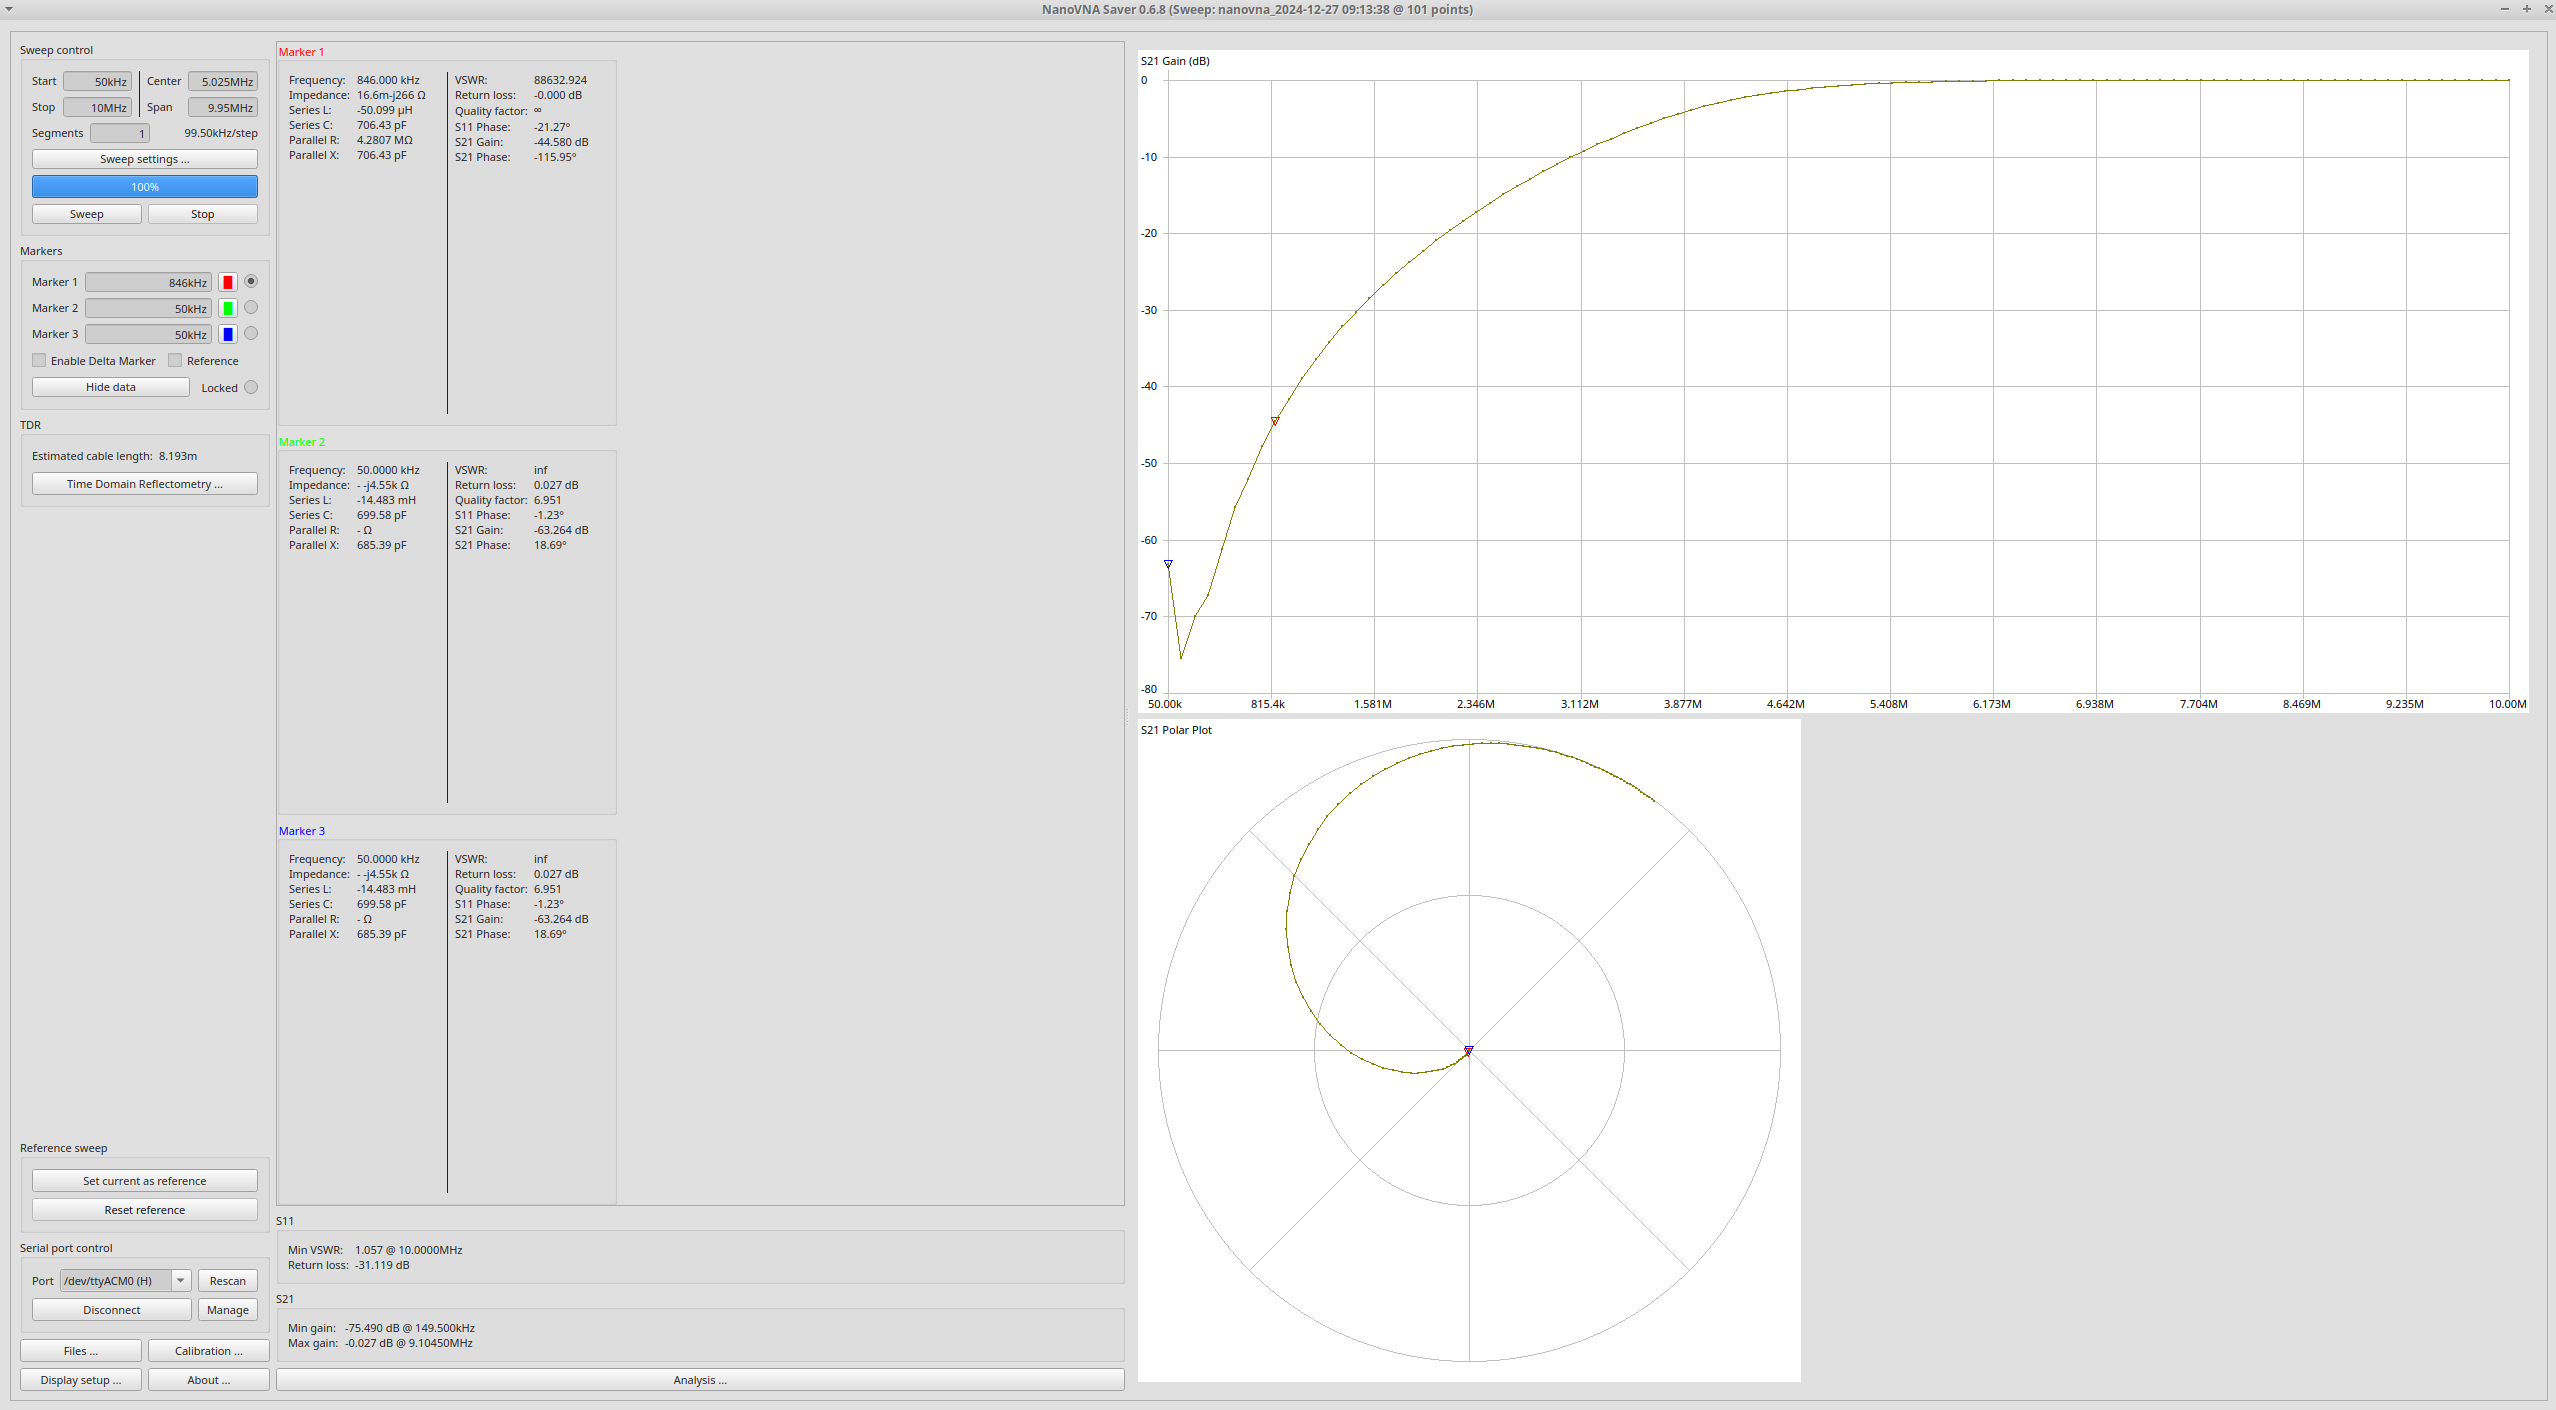 NanoVNA Saver 0.6.8 (Sweep: nanovna_2024-12-27 09:13:38 @ 101 points)
Sweep control
Start 50kHz Center 5.025MHz
Stop 10MHz Span 9.95MHz
Segments 1 99.50kHz/step
Sweep settings ...
100%
Sweep Stop
Markers
Marker 1 846kHz
Marker 2 50kHz
Marker 3 50kHz
Enable Delta Marker Reference
Hide data Locked
TDR
Estimated cable length: 8.193m
Time Domain Reflectometry ...
Reference sweep
Set current as reference
Reset reference
Serial port control
Port /dev/ttyACM0 (H) Rescan
Disconnect Manage
Files ... Calibration ...
Display setup ... About ...
Marker 1
Frequency: 846.000 kHz VSWR: 88632.924
Impedance: 16.6m-j266 Ω Return loss: -0.000 dB
Series L: -50.099 µH Quality factor: ∞
Series C: 706.43 pF S11 Phase: -21.27°
Parallel R: 4.2807 MΩ S21 Gain: -44.580 dB
Parallel X: 706.43 pF S21 Phase: -115.95°
Marker 2
Frequency: 50.0000 kHz VSWR: inf
Impedance: - -j4.55k Ω Return loss: 0.027 dB
Series L: -14.483 mH Quality factor: 6.951
Series C: 699.58 pF S11 Phase: -1.23°
Parallel R: - Ω S21 Gain: -63.264 dB
Parallel X: 685.39 pF S21 Phase: 18.69°
Marker 3
Frequency: 50.0000 kHz VSWR: inf
Impedance: - -j4.55k Ω Return loss: 0.027 dB
Series L: -14.483 mH Quality factor: 6.951
Series C: 699.58 pF S11 Phase: -1.23°
Parallel R: - Ω S21 Gain: -63.264 dB
Parallel X: 685.39 pF S21 Phase: 18.69°
S11
Min VSWR: 1.057 @ 10.0000MHz
Return loss: -31.119 dB
S21
Min gain: -75.490 dB @ 149.500kHz
Max gain: -0.027 dB @ 9.10450MHz
Analysis ...
S21 Gain (dB)
0
-10
-20
-30
-40
-50
-60
-70
-80
50.00k 815.4k 1.581M 2.346M 3.112M 3.877M 4.642M 5.408M 6.173M 6.938M 7.704M 8.469M 9.235M 10.00M
S21 Polar Plot